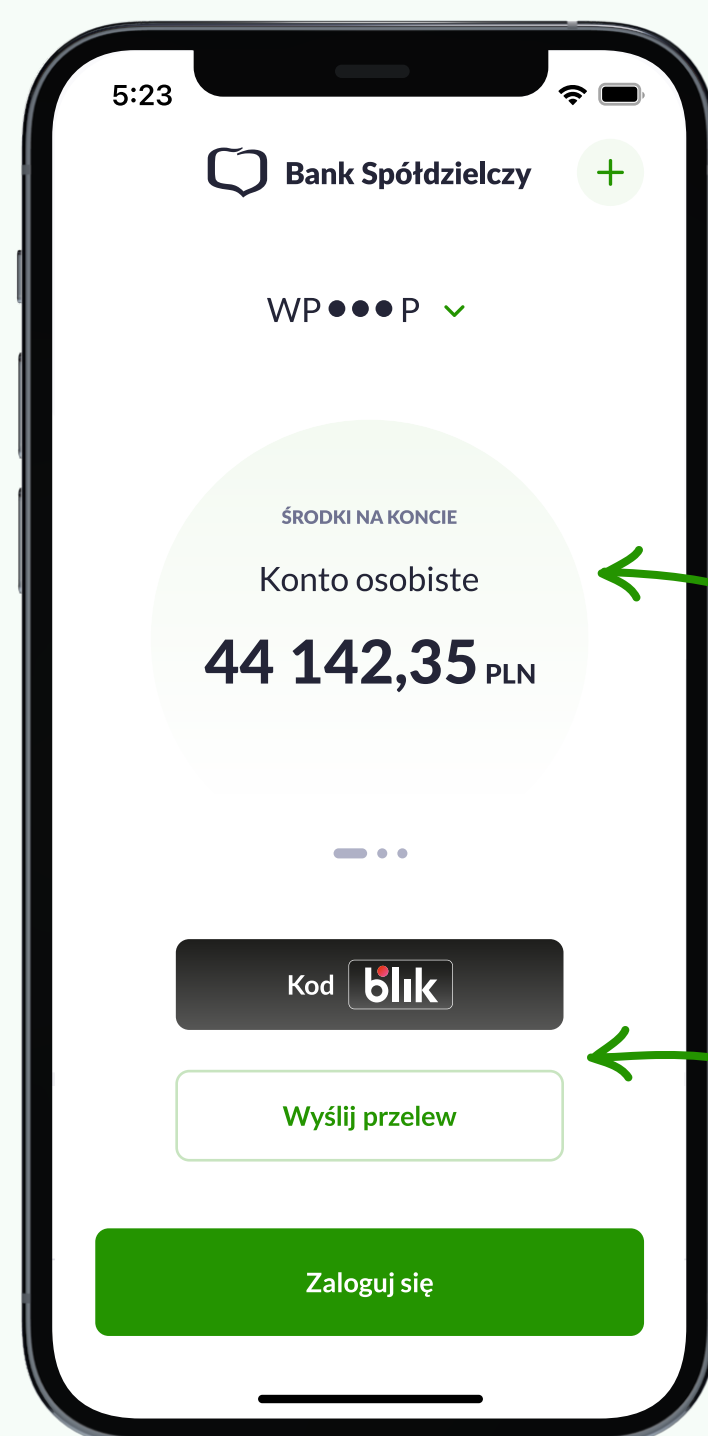 5:23
Bank Spółdzielczy
WP●●●P
ŚRODKI NA KONCIE
Konto osobiste
44 142,35 PLN
Kod blik
Wyślij przelew
Zaloguj się